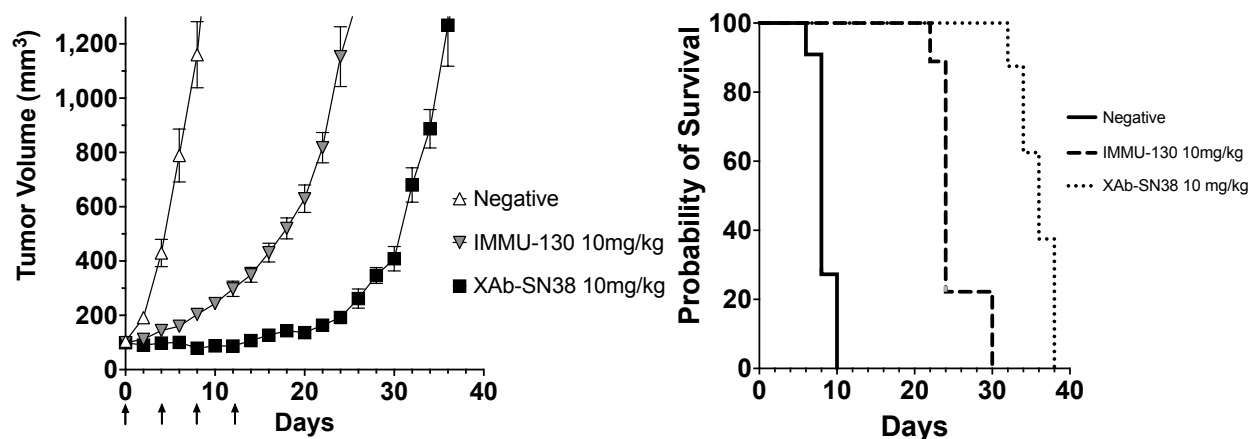 Tumor Volume (mm³)
1,200
1,000
800
600
400
200
100
0
0
20
30
40
Days
Negative
IMMU-130 10mg/kg
XAb-SN38 10mg/kg
Probability of Survival
100
80
60
40
20
0
0
20
30
40
Days
Negative
IMMU-130 10mg/kg
XAb-SN38 10 mg/kg